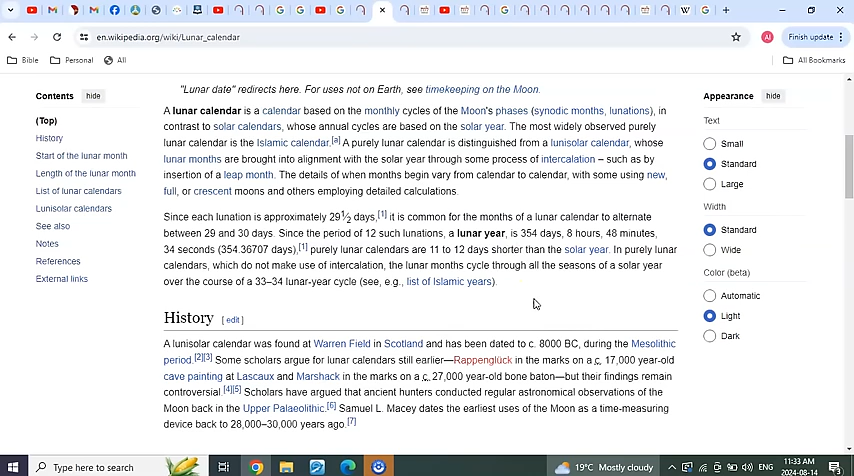 en.wikipedia.org/wiki/Lunar_calendar
Finish update
Bible
Personal
All
All Bookmarks
"Lunar date" redirects here. For uses not on Earth, see timekeeping on the Moon.
Contents hide
(Top)
History
Start of the lunar month
Length of the lunar month
List of lunar calendars
Lunisolar calendars
See also
Notes
References
External links
A lunar calendar is a calendar based on the monthly cycles of the Moon's phases (synodic months, lunations), in
contrast to solar calendars, whose annual cycles are based on the solar year. The most widely observed purely
lunar calendar is the Islamic calendar.[a] A purely lunar calendar is distinguished from a lunisolar calendar, whose
lunar months are brought into alignment with the solar year through some process of intercalation – such as by
insertion of a leap month. The details of when months begin vary from calendar to calendar, with some using new,
full, or crescent moons and others employing detailed calculations.
Since each lunation is approximately 29 1/2 days,[1] it is common for the months of a lunar calendar to alternate
between 29 and 30 days. Since the period of 12 such lunations, a lunar year, is 354 days, 8 hours, 48 minutes,
34 seconds (354.36707 days),[1] purely lunar calendars are 11 to 12 days shorter than the solar year. In purely lunar
calendars, which do not make use of intercalation, the lunar months cycle through all the seasons of a solar year
over the course of a 33–34 lunar-year cycle (see, e.g., list of Islamic years).
History [ edit ]
A lunisolar calendar was found at Warren Field in Scotland and has been dated to c. 8000 BC, during the Mesolithic
period.[2][3] Some scholars argue for lunar calendars still earlier—Rappenglück in the marks on a c. 17,000 year-old
cave painting at Lascaux and Marshack in the marks on a c. 27,000 year-old bone baton—but their findings remain
controversial.[4][5] Scholars have argued that ancient hunters conducted regular astronomical observations of the
Moon back in the Upper Palaeolithic.[6] Samuel L. Macey dates the earliest uses of the Moon as a time-measuring
device back to 28,000–30,000 years ago.[7]
Appearance hide
Text
Small
Standard
Large
Width
Standard
Wide
Color (beta)
Automatic
Light
Dark
Type here to search
19°C Mostly cloudy
ENG
11:33 AM
2024-08-14